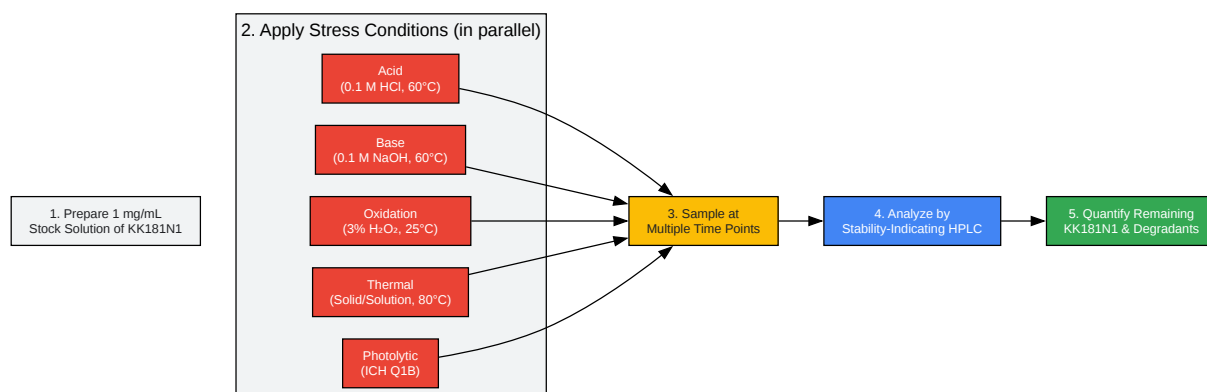 2. Apply Stress Conditions (in parallel)
Acid
(0.1 M HCl, 60°C)
Base
(0.1 M NaOH, 60°C)
1. Prepare 1 mg/mL
Stock Solution of KK181N1
Oxidation
(3% H₂O₂, 25°C)
3. Sample at
Multiple Time Points
4. Analyze by
Stability-Indicating HPLC
5. Quantify Remaining
KK181N1 & Degradants
Thermal
(Solid/Solution, 80°C)
Photolytic
(ICH Q1B)